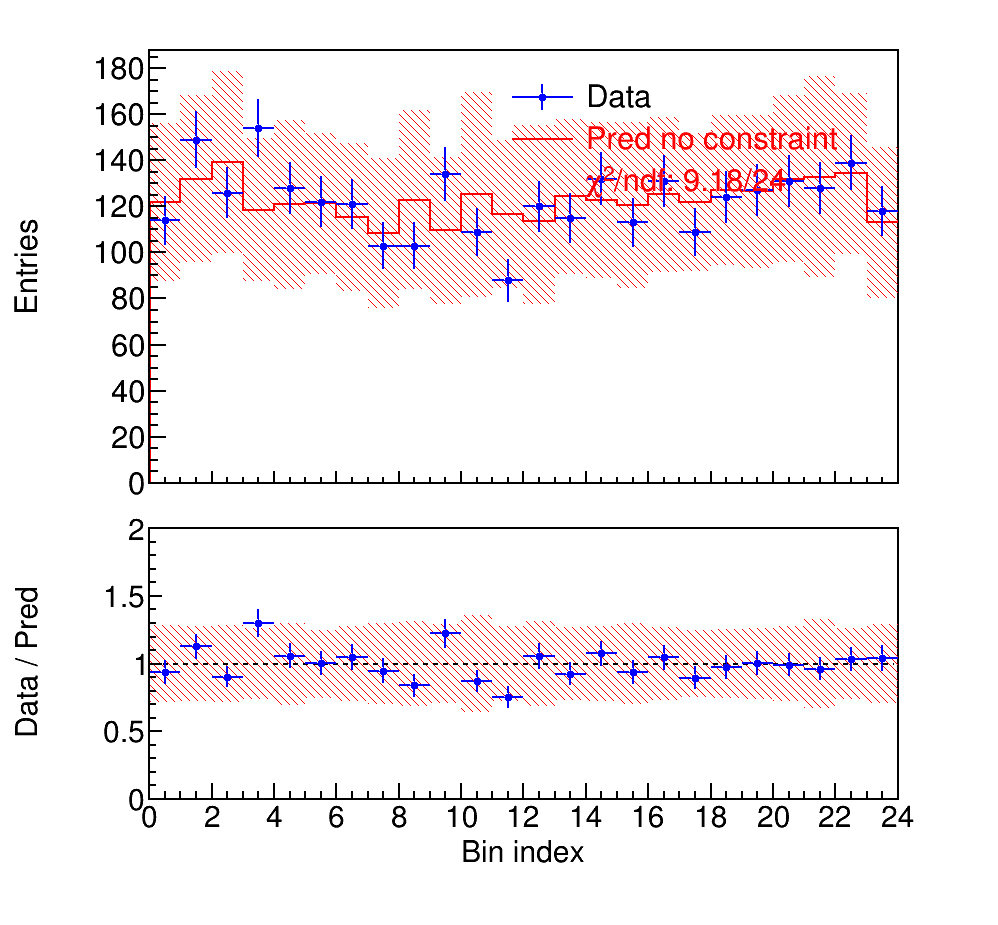 180
160
140
120
100
80
60
40
20
0
Entries
Data
Pred no constraint
χ²/ndf: 9.18/24
2
1.5
1
0.5
0
Data / Pred
0 2 4 6 8 10 12 14 16 18 20 22 24
Bin index